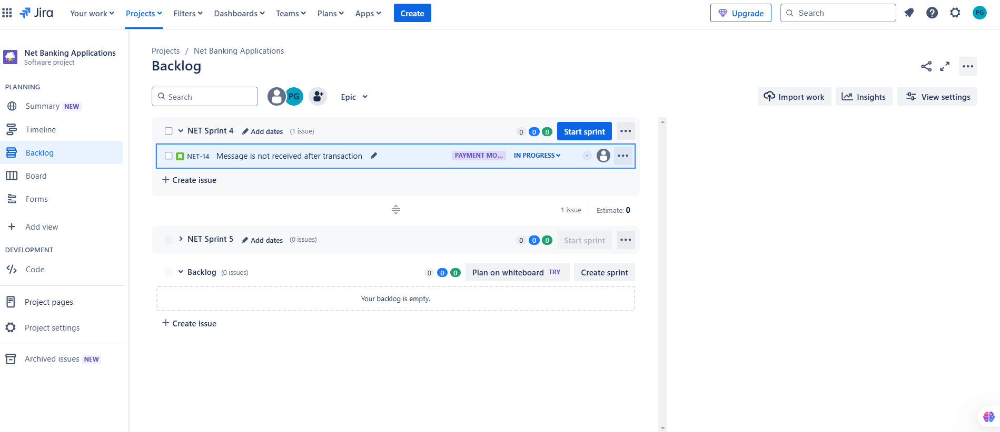 Jira Your work Projects Filters Dashboards Teams Plans Apps Create Upgrade Search PG
Net Banking Applications
Software project
PLANNING
Summary NEW
Timeline
Backlog
Board
Forms
Add view
DEVELOPMENT
Code
Project pages
Project settings
Archived issues NEW
Projects / Net Banking Applications
Backlog
Search PG Epic Import work Insights View settings
NET Sprint 4 Add dates (1 issue) 0 0 0 Start sprint
NET-14 Message is not received after transaction PAYMENT MO... IN PROGRESS -
Create issue
1 issue Estimate: 0
NET Sprint 5 Add dates (0 issues) 0 0 0 Start sprint
Backlog (0 issues) 0 0 0 Plan on whiteboard TRY Create sprint
Your backlog is empty.
Create issue